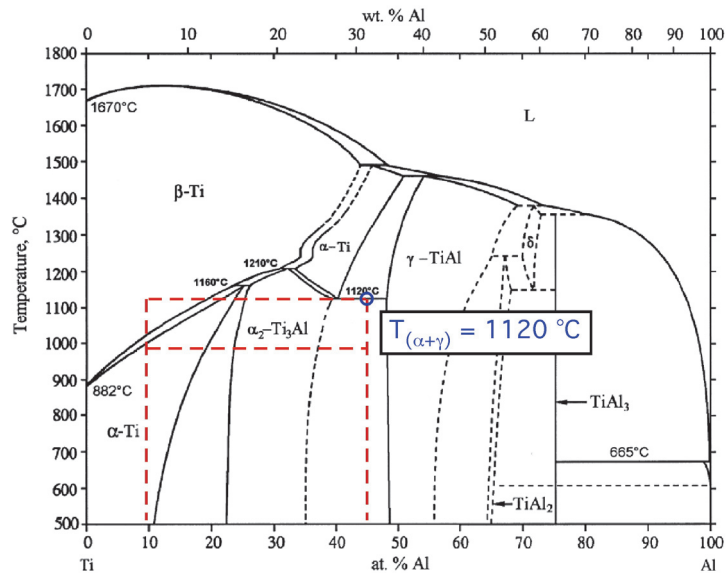 wt. % Al
0 10 20 30 40 50 60 70 80 90 100
1800
1700
1600
1500
1400
1300
1200
1100
1000
900
800
700
600
500
Temperature, °C
1670°C
L
β-Ti
α-Ti
1210°C
1160°C
γ-TiAl
δ
1120°C
α₂-Ti₃Al
T(α+γ) = 1120 °C
882°C
α-Ti
TiAl₃
665°C
TiAl₂
0 10 20 30 40 50 60 70 80 90 100
Ti at. % Al Al